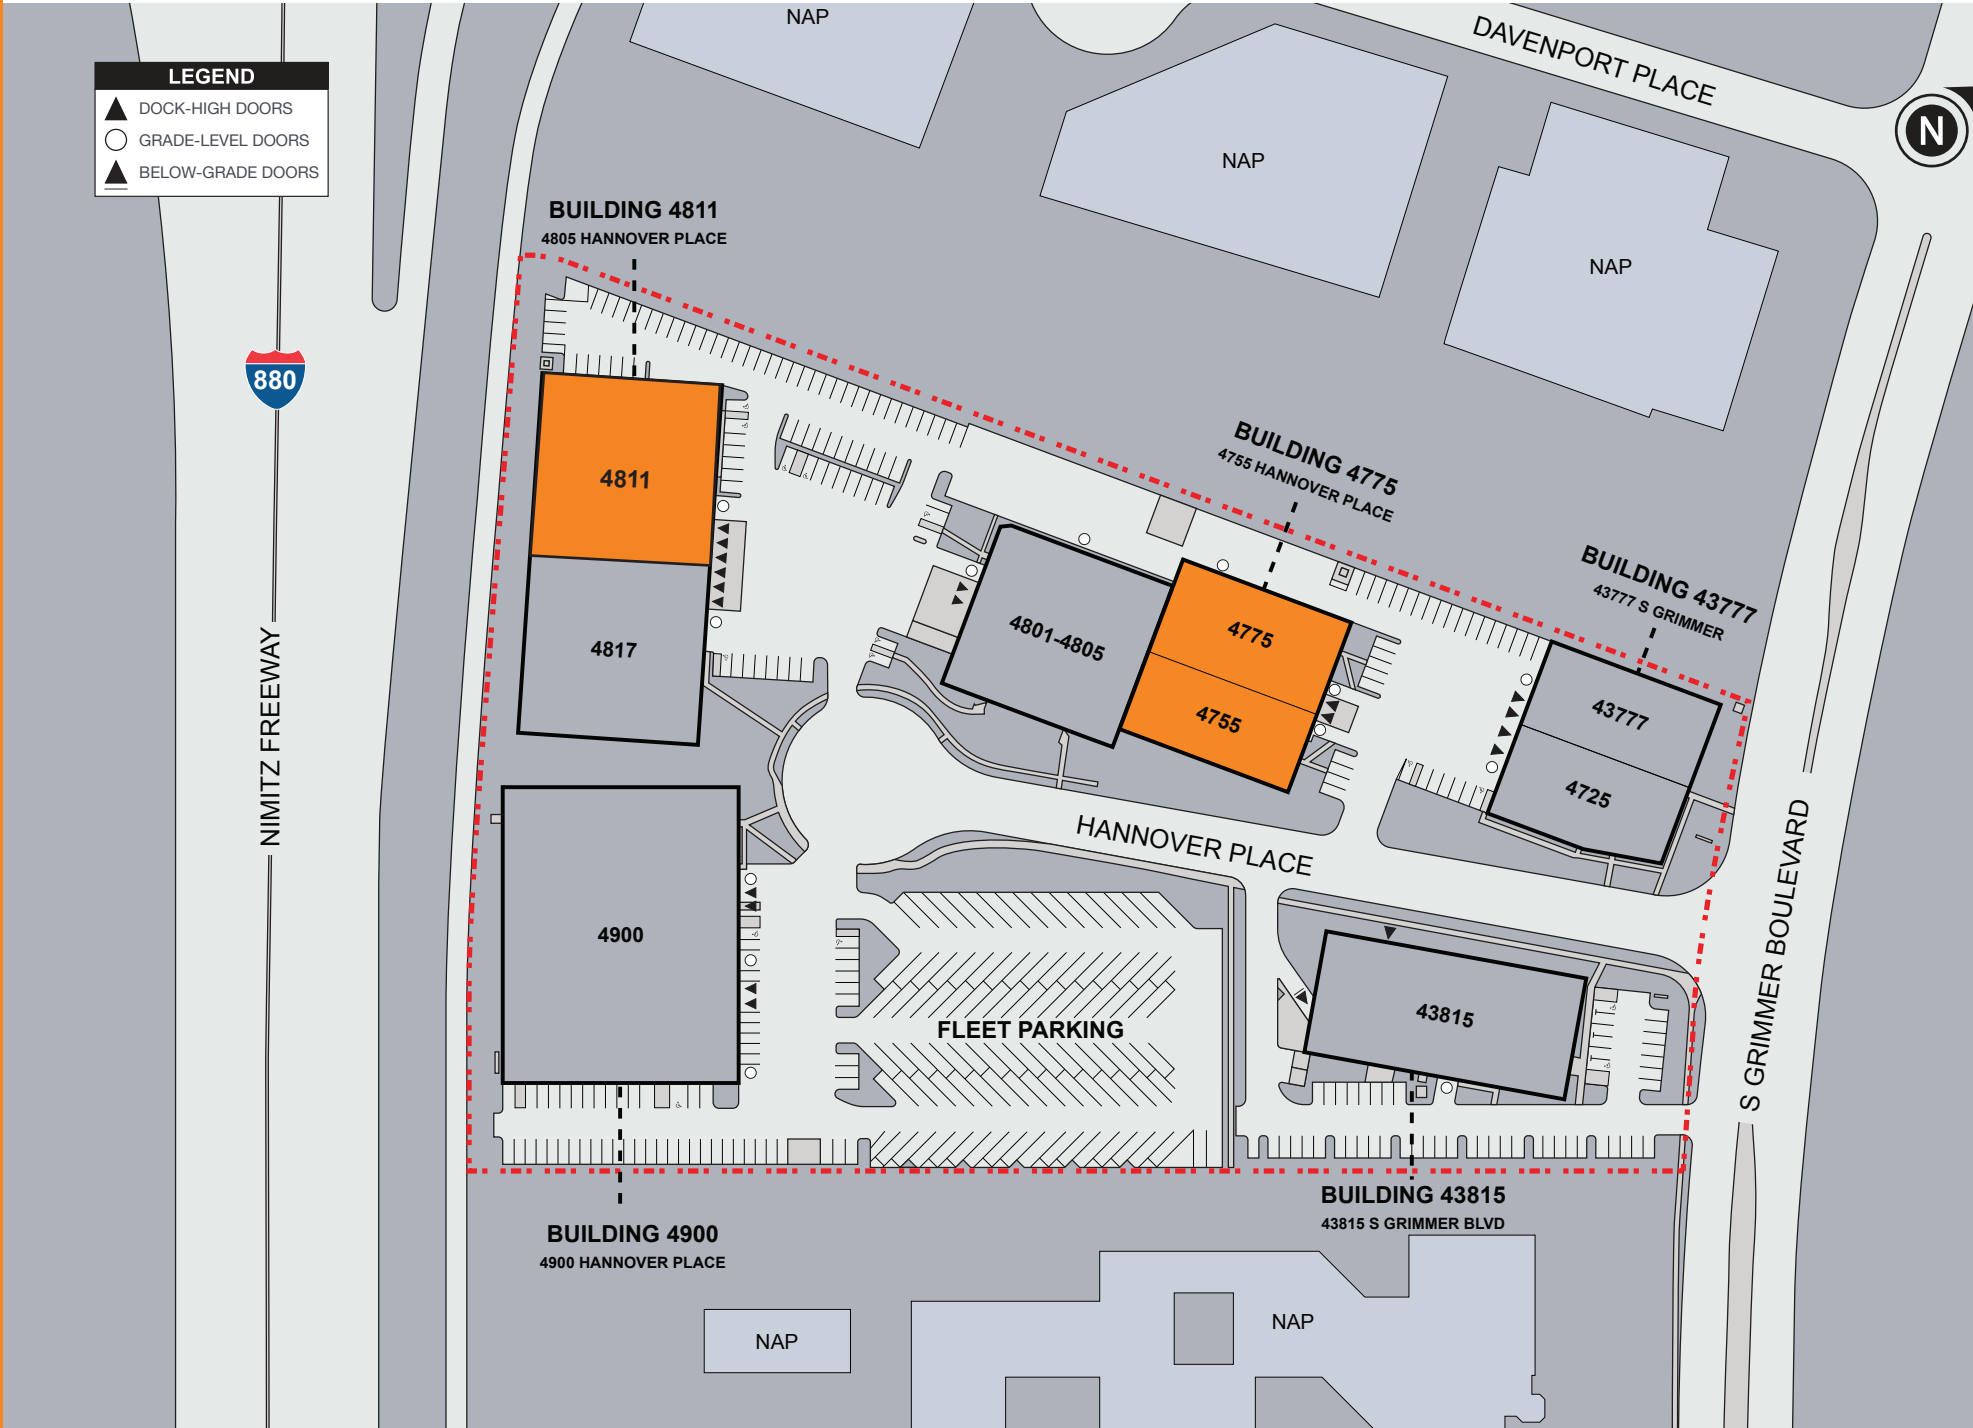 NAP
DAVENPORT PLACE
LEGEND
DOCK-HIGH DOORS
GRADE-LEVEL DOORS
BELOW-GRADE DOORS
N
NAP
NAP
BUILDING 4811
4805 HANNOVER PLACE
880
BUILDING 4775
4755 HANNOVER PLACE
4811
BUILDING 43777
43777 S GRIMMER
4817
4801-4805
4775
4755
43777
4725
NIMITZ FREEWAY
HANNOVER PLACE
S GRIMMER BOULEVARD
4900
FLEET PARKING
43815
BUILDING 43815
43815 S GRIMMER BLVD
BUILDING 4900
4900 HANNOVER PLACE
NAP
NAP